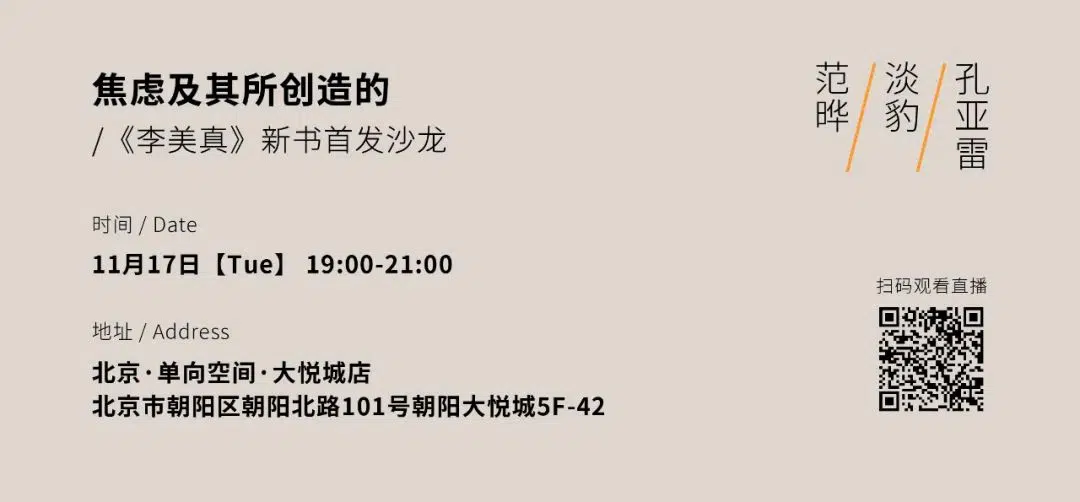 焦虑及其所创造的
/《李美真》新书首发沙龙
范晔/淡豹/孔亚雷
时间 / Date
11月17日【Tue】 19:00-21:00
地址 / Address
北京·单向空间·大悦城店
北京市朝阳区朝阳北路101号朝阳大悦城5F-42
扫码观看直播